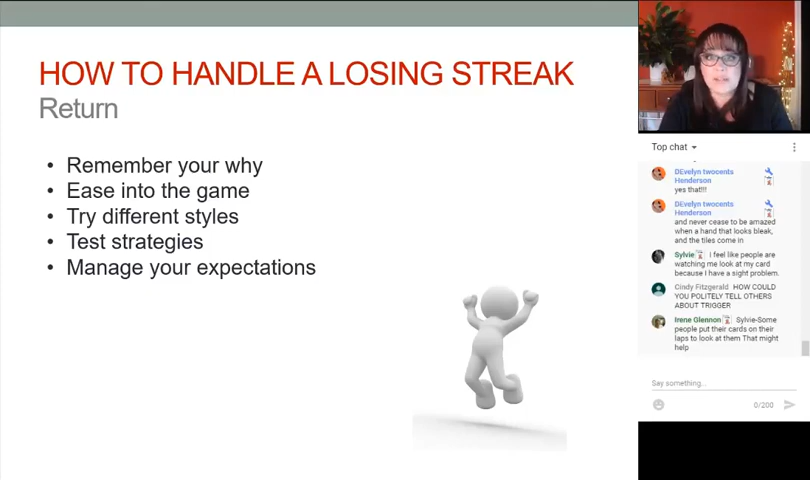 HOW TO HANDLE A LOSING STREAK
Return
• Remember your why
• Ease into the game
• Try different styles
• Test strategies
• Manage your expectations
Top chat
DEvelyn twocents
Henderson
yes that!!!
DEvelyn twocents
Henderson
and never cease to be amazed
when a hand that looks bleak,
and the tiles come in
Sylvie i feel like people are
watching me look at my card
because I have a sight problem.
Cindy Fitzgerald HOW COULD
YOU POLITELY TELL OTHERS
ABOUT TRIGGER
Irene Glennon Sylvie-Some
people put their cards on their
laps to look at them That might
help
Say something...
0/200